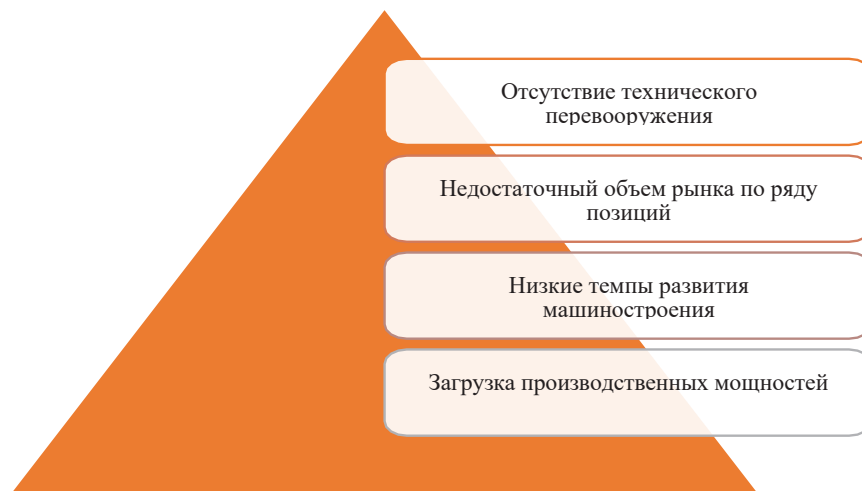 Отсутствие технического
перевооружения
Недостаточный объем рынка по ряду
позиций
Низкие темпы развития
машиностроения
Загрузка производственных мощностей